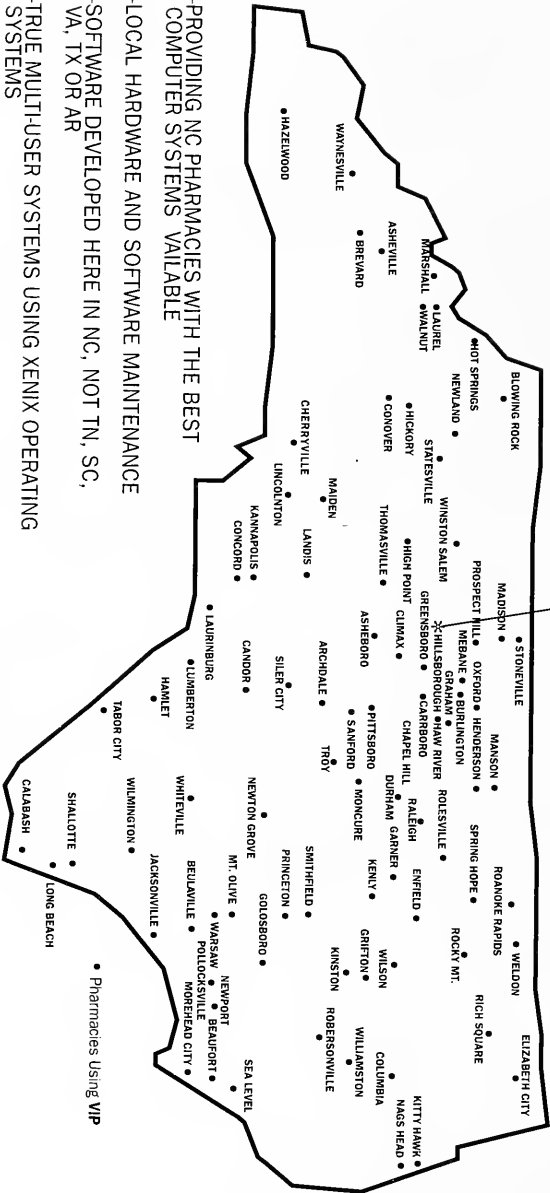 -PROVIDING NC PHARMACIES WITH THE BEST
COMPUTER SYSTEMS VAILABLE
-LOCAL HARDWARE AND SOFTWARE MAINTENANCE
-SOFTWARE DEVELOPED HERE IN NC, NOT TN, SC,
VA, TX OR AR
-TRUE MULTI-USER SYSTEMS USING XENIX OPERATING
SYSTEMS
BLOWING ROCK
STONEVILLE
MADISON
MANSON
ROANOKE RAPIDS
WELDON
ELIZABETH CITY
HOT SPRINGS
NEWLAND
WINSTON SALEM
PROSPECT HILL
OXFORD
HENDERSON
SPRING HOPE
ROCKY MT.
RICH SQUARE
MARSHALL
LAUREL
WALNUT
STATESVILLE
HILLSBOROUGH
MEBANE
BURLINGTON
GRAHAM
HAW RIVER
ROLESVILLE
HICKORY
HIGH POINT
GREENSBORO
CARRBORO
RALEIGH
ENFIELD
KITTY HAWK
NAGS HEAD
ASHEVILLE
BREVARD
CONOVER
THOMASVILLE
CLIMAX
CHAPEL HILL
DURHAM
GARNER
WILSON
COLUMBIA
WAYNESVILLE
ASHEBORO
PITTSBORO
SANFORD
MONCURE
KENLY
GRIFTON
KINSTON
WILLIAMSTON
MAIDEN
ARCHDALE
TROY
ROBERSONVILLE
CHERRYVILLE
LANDIS
SMITHFIELD
HAZELWOOD
LINCOLNTON
SILER CITY
PRINCETON
KANNAPOLIS
CONCORD
CANDOR
NEWTON GROVE
GOLOSBORO
MT. OLIVE
SEA LEVEL
LAURINBURG
LUMBERTON
WHITEVILLE
BEULAVILLE
WARSAW
POLLOCKSVILLE
NEWPORT
BEAUFORT
MOREHEAD CITY
HAMLET
JACKSONVILLE
TABOR CITY
WILMINGTON
SHALLOTTE
LONG BEACH
CALABASH
• Pharmacies Using VIP